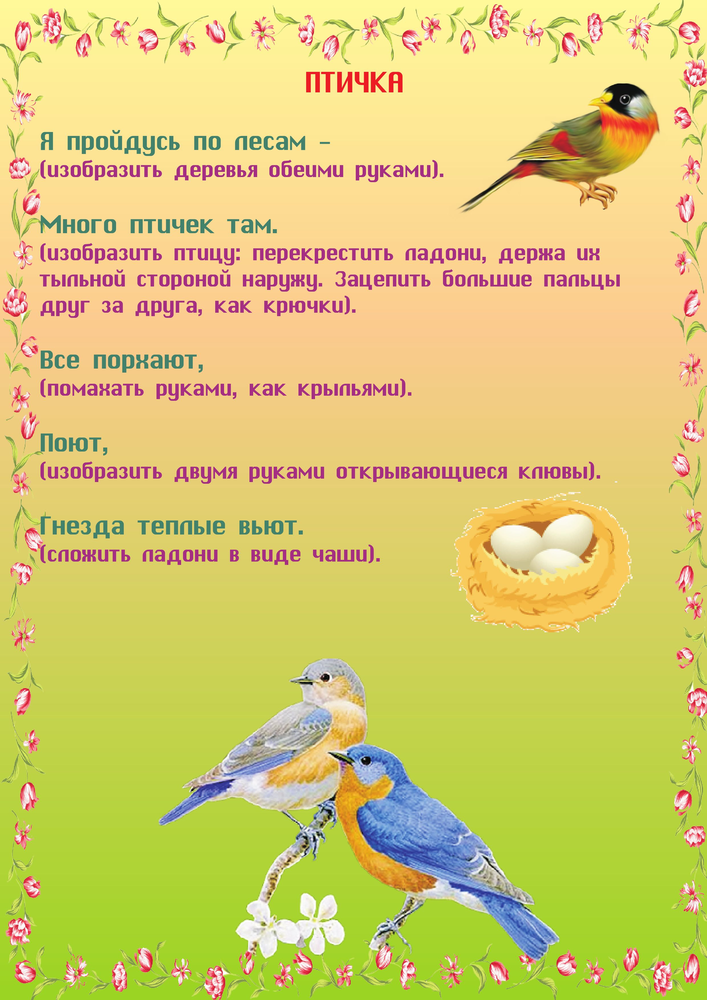 ПТИЧКА
Я пройдусь по лесам -
(изобразить деревья обеими руками).
Много птичек там.
(изобразить птицу: перекрестить ладони, держа их
тыльной стороной наружу. Зацепить большие пальцы
друг за друга, как крючки).
Все порхают,
(помахать руками, как крыльями).
Поют,
(изобразить двумя руками открывающиеся клювы).
Гнезда теплые вьют.
(сложить ладони в виде чаши).